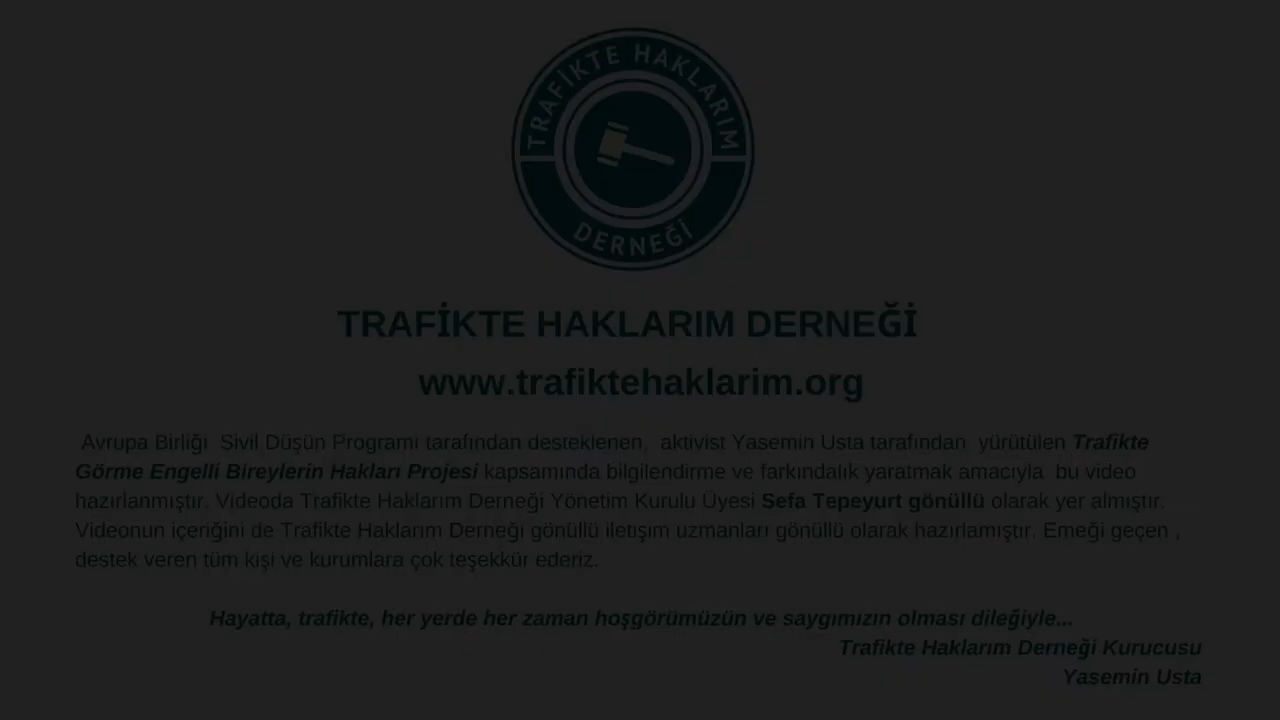 TRAFİKTE HAKLARIM
DERNEĞİ
TRAFİKTE HAKLARIM DERNEĞİ
www.trafiktehaklarim.org
Avrupa Birliği Sivil Düşün Programı tarafından desteklenen, aktivist Yasemin Usta tarafından yürütülen Trafikte
Görme Engelli Bireylerin Hakları Projesi kapsamında bilgilendirme ve farkındalık yaratmak amacıyla bu video
hazırlanmıştır. Videoda Trafikte Haklarım Derneği Yönetim Kurulu Üyesi Sefa Tepeyurt gönüllü olarak yer almıştır.
Videonun içeriğini de Trafikte Haklarım Derneği gönüllü iletişim uzmanları gönüllü olarak hazırlamıştır. Emeği geçen ,
destek veren tüm kişi ve kurumlara çok teşekkür ederiz.
Hayatta, trafikte, her yerde her zaman hoşgörümüzün ve saygımızın olması dileğiyle...
Trafikte Haklarım Derneği Kurucusu
Yasemin Usta